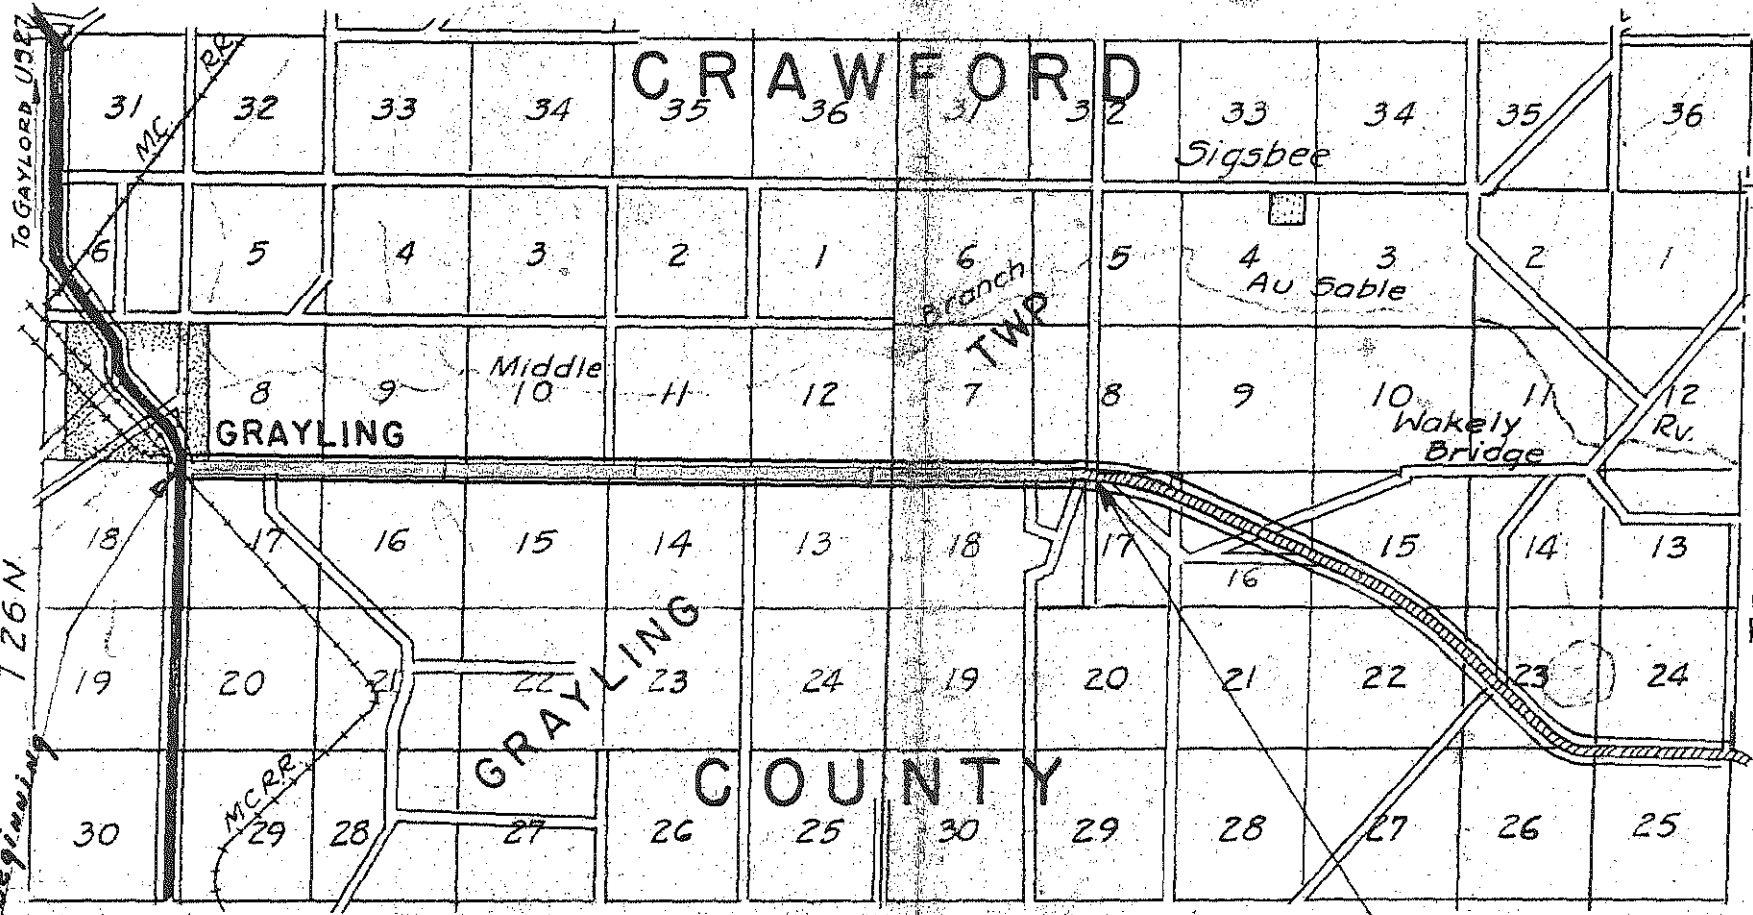 To GAYLORD US27
CRAWFORD
MC RR
31 32 33 34 35 36 31 32 33 34 35 36
Sigsbee
6 5 4 3 2 1 6 5 4 3 2 1
Branch
Au Sable
TWP
Middle
8 9 10 11 12 7 8 9 10 11 12
GRAYLING
Wakely
Bridge
Rv.
18 17 16 15 14 13 18 17 16 15 14 13
T 26 N
GRAYLING
19 20 21 22 23 24 19 20 21 22 23 24
Beginning
COUNTY
M.C.R.R.
30 29 28 27 26 25 30 29 28 27 26 25